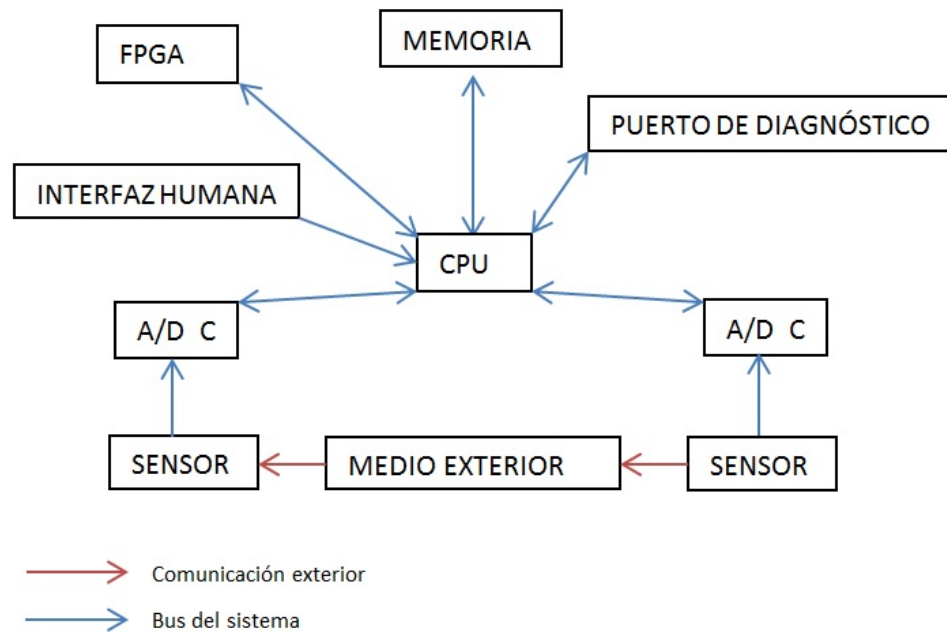 FPGA
MEMORIA
PUERTO DE DIAGNÓSTICO
INTERFAZ HUMANA
CPU
A/D C
A/D C
SENSOR
MEDIO EXTERIOR
SENSOR
Comunicación exterior
Bus del sistema